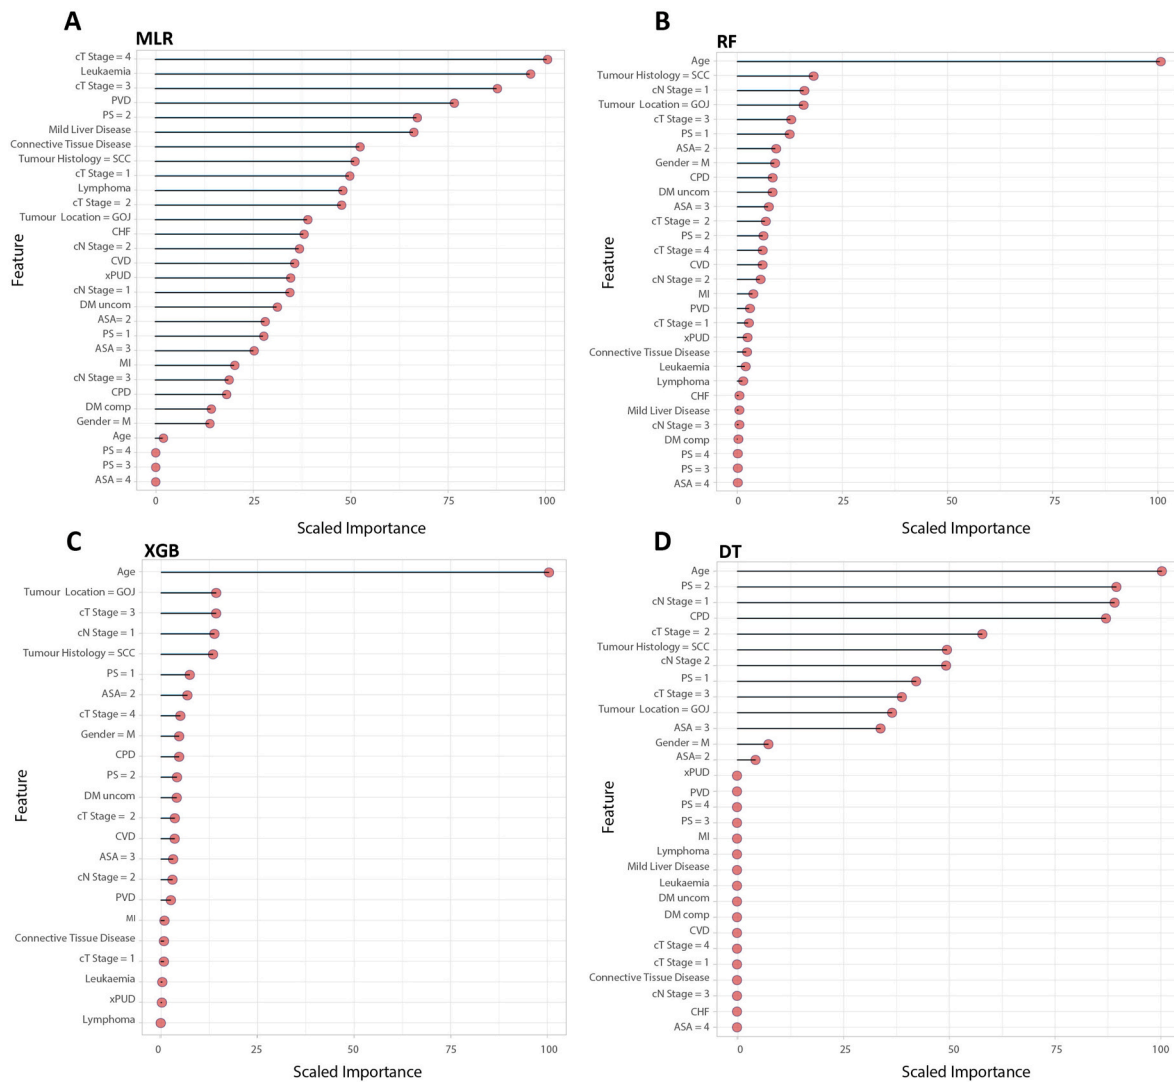 A
MLR
cT Stage = 4
Leukaemia
cT Stage = 3
PVD
PS = 2
Mild Liver Disease
Connective Tissue Disease
Tumour Histology = SCC
cT Stage = 1
Lymphoma
cT Stage = 2
Tumour Location = GOJ
CHF
cN Stage = 2
CVD
xPUD
cN Stage = 1
DM uncom
ASA= 2
PS = 1
ASA = 3
MI
cN Stage = 3
CPD
DM comp
Gender = M
Age
PS = 4
PS = 3
ASA = 4
Feature
0 25 50 75 100
Scaled Importance
B
RF
Age
Tumour Histology = SCC
cN Stage = 1
Tumour Location = GOJ
cT Stage = 3
PS = 1
ASA= 2
Gender = M
CPD
DM uncom
ASA = 3
cT Stage = 2
PS = 2
cT Stage = 4
CVD
cN Stage = 2
MI
PVD
cT Stage = 1
xPUD
Connective Tissue Disease
Leukaemia
Lymphoma
CHF
Mild Liver Disease
cN Stage = 3
DM comp
PS = 4
PS = 3
ASA = 4
Feature
0 25 50 75 100
Scaled Importance
C
XGB
Age
Tumour Location = GOJ
cT Stage = 3
cN Stage = 1
Tumour Histology = SCC
PS = 1
ASA= 2
cT Stage = 4
Gender = M
CPD
PS = 2
DM uncom
cT Stage = 2
CVD
ASA = 3
cN Stage = 2
PVD
MI
Connective Tissue Disease
cT Stage = 1
Leukaemia
xPUD
Lymphoma
Feature
0 25 50 75 100
Scaled Importance
D
DT
Age
PS = 2
cN Stage = 1
CPD
cT Stage = 2
Tumour Histology = SCC
cN Stage 2
PS = 1
cT Stage = 3
Tumour Location = GOJ
ASA = 3
Gender = M
ASA= 2
xPUD
PVD
PS = 4
PS = 3
MI
Lymphoma
Mild Liver Disease
Leukaemia
DM uncom
DM comp
CVD
cT Stage = 4
cT Stage = 1
Connective Tissue Disease
cN Stage = 3
CHF
ASA = 4
Feature
0 25 50 75 100
Scaled Importance